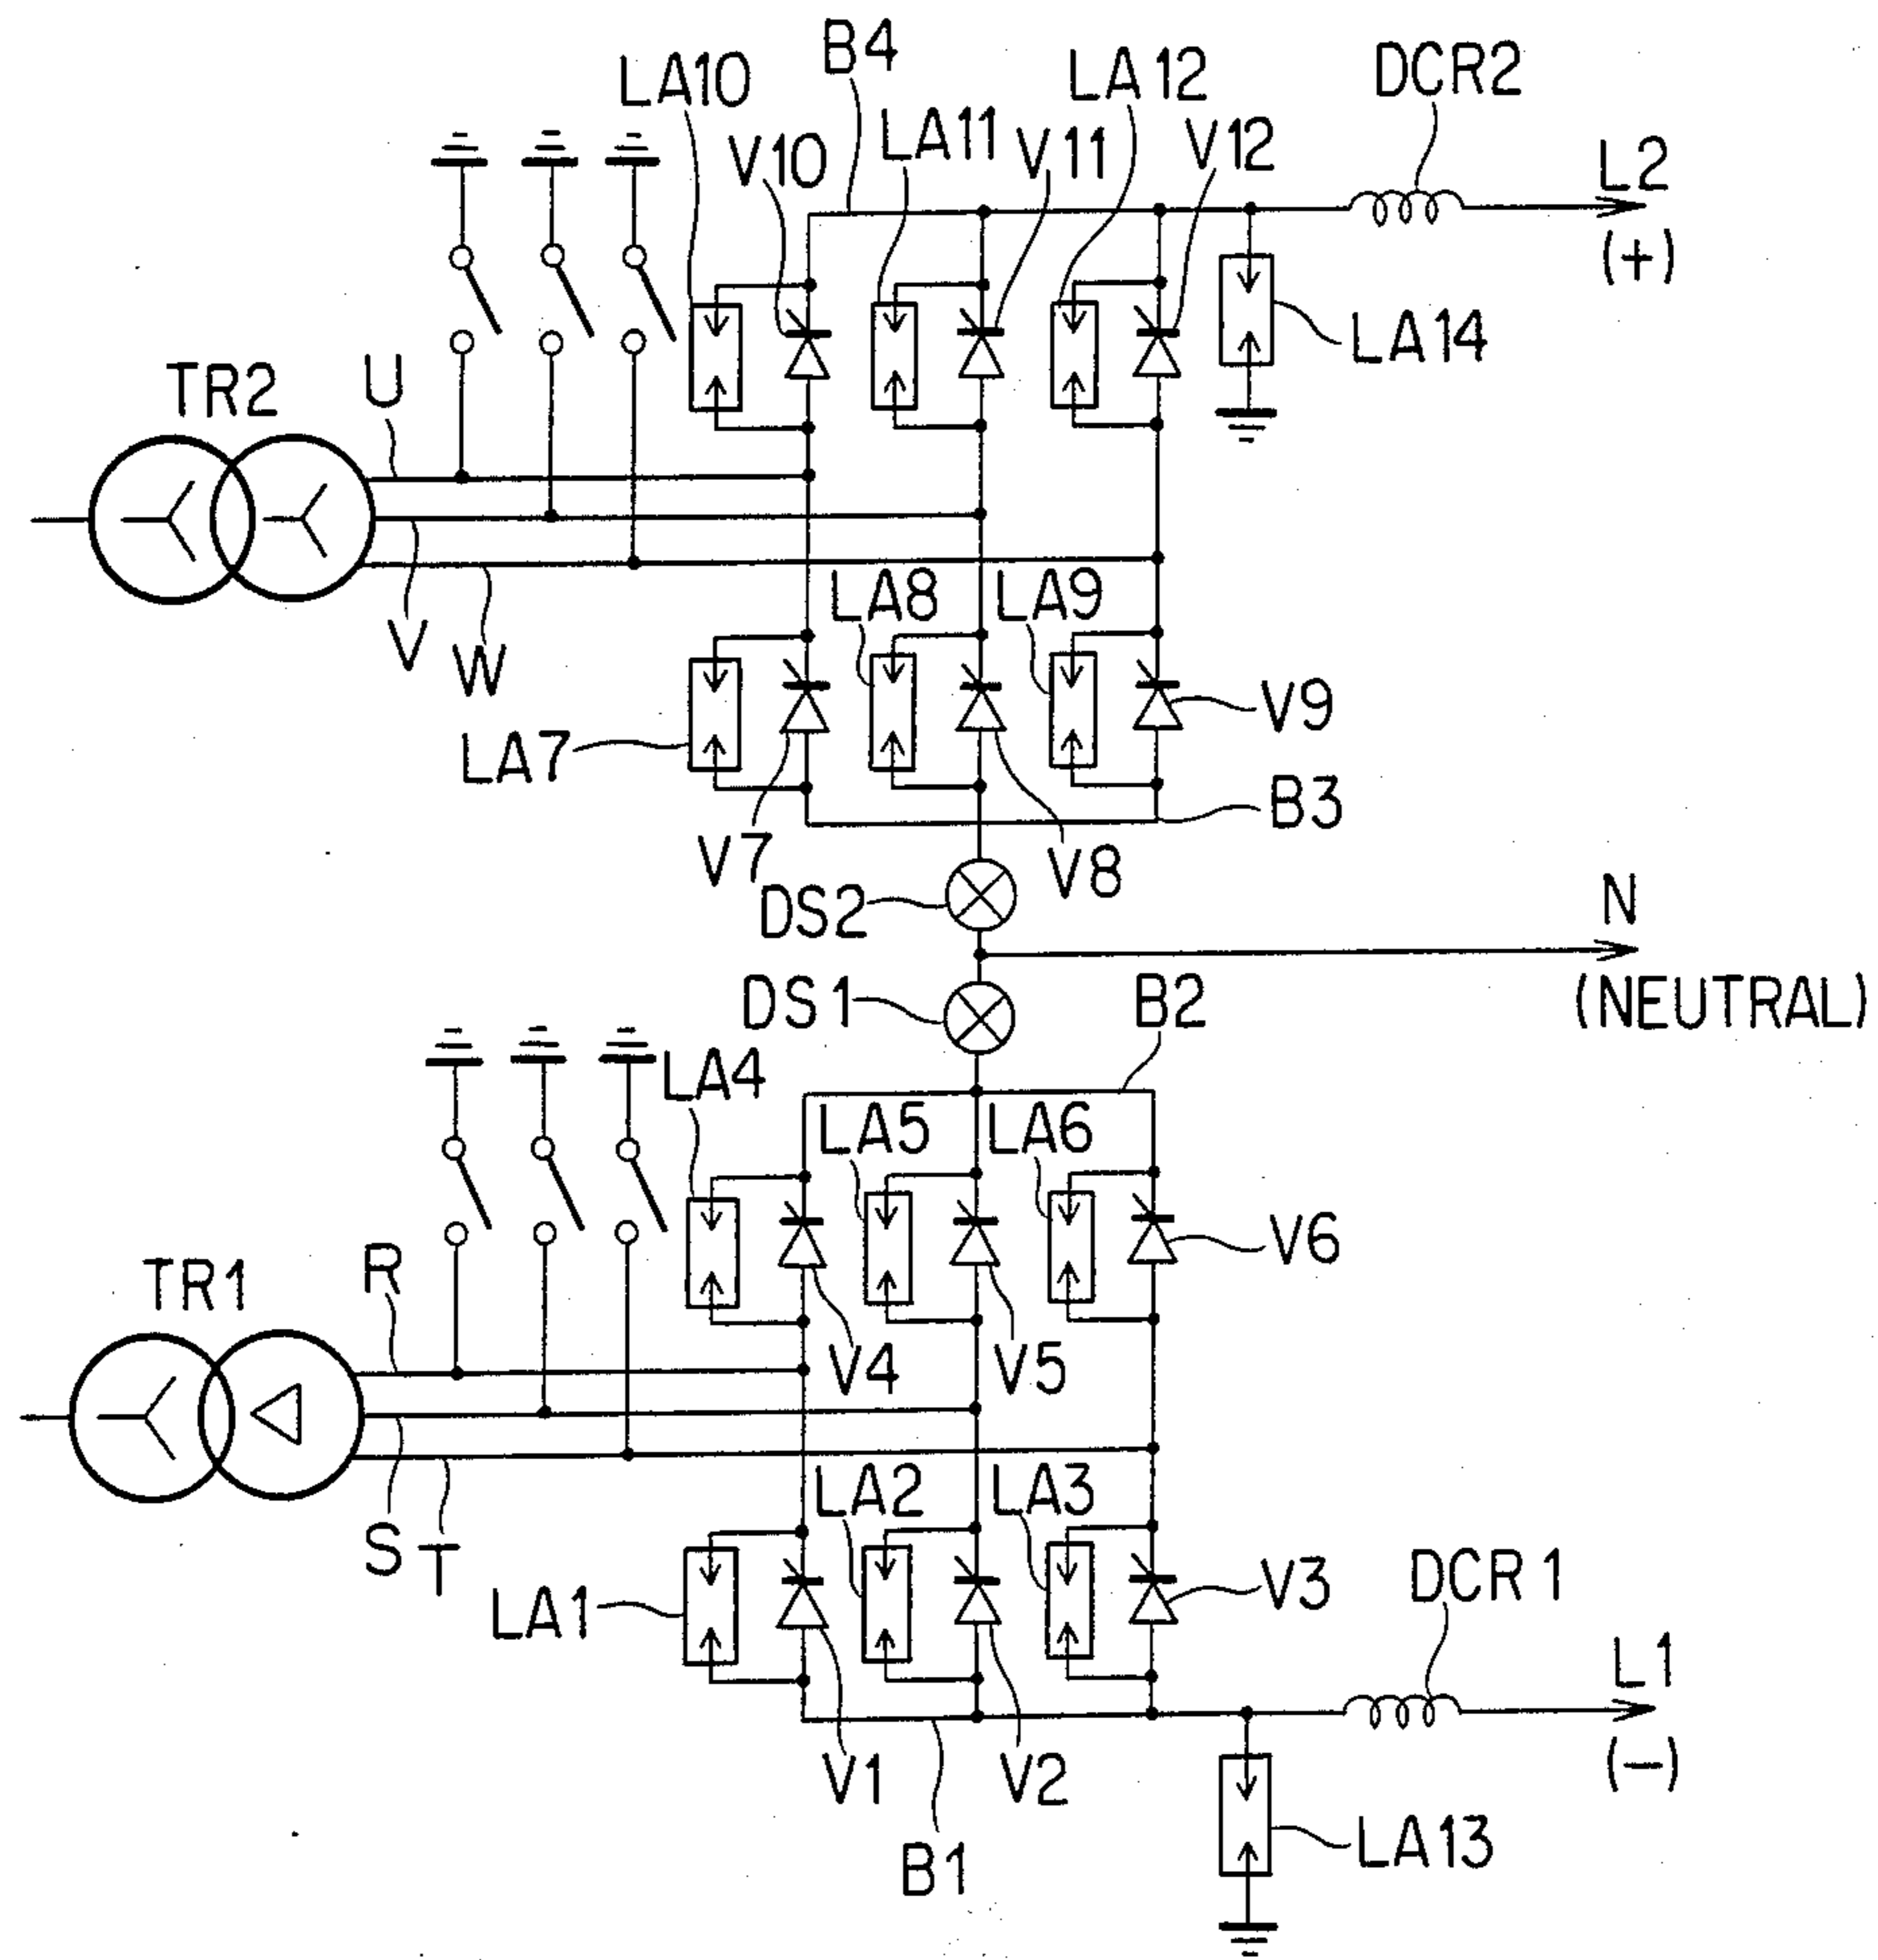 B4
DCR2
LA10
LA12
LA11
V10
V11
V12
L2
(+)
LA14
TR2
U
LA8
LA9
V
W
V9
LA7
B3
V7
V8
DS2
N
DS1
B2
(NEUTRAL)
LA4
LA5
LA6
R
V6
TR1
V4
V5
LA2
LA3
S
T
DCR1
V3
LA1
L1
V1
V2
(−)
LA13
B1